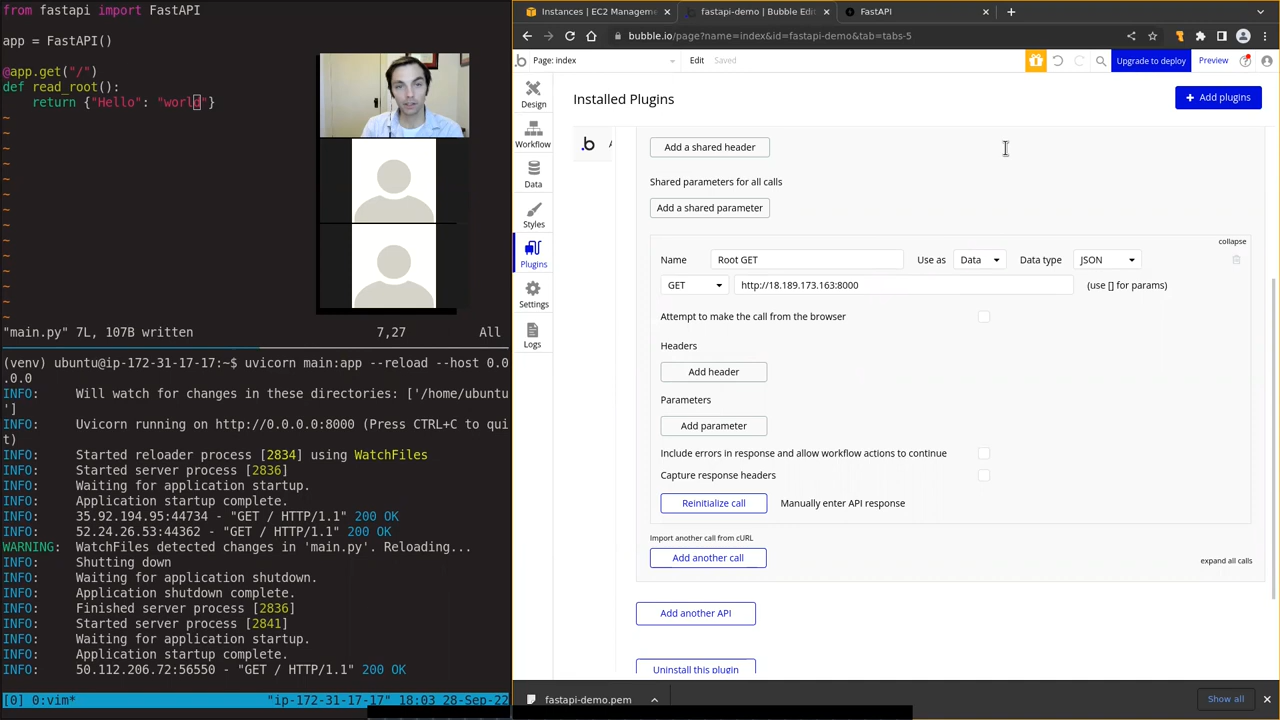 from fastapi import FastAPI
app = FastAPI()
@app.get("/")
def read_root():
return {"Hello": "world"}
~
~
~
~
~
~
~
~
~
~
~
~
~
~
"main.py" 7L, 107B written 7,27 All
(venv) ubuntu@ip-172-31-17-17:~$ uvicorn main:app --reload --host 0.0
.0.0
INFO: Will watch for changes in these directories: ['/home/ubuntu
']
INFO: Uvicorn running on http://0.0.0.0:8000 (Press CTRL+C to qui
t)
INFO: Started reloader process [2834] using WatchFiles
INFO: Started server process [2836]
INFO: Waiting for application startup.
INFO: Application startup complete.
INFO: 35.92.194.95:44734 - "GET / HTTP/1.1" 200 OK
INFO: 52.24.26.53:44362 - "GET / HTTP/1.1" 200 OK
WARNING: WatchFiles detected changes in 'main.py'. Reloading...
INFO: Shutting down
INFO: Waiting for application shutdown.
INFO: Application shutdown complete.
INFO: Finished server process [2836]
INFO: Started server process [2841]
INFO: Waiting for application startup.
INFO: Application startup complete.
INFO: 50.112.206.72:56550 - "GET / HTTP/1.1" 200 OK
[0] 0:vim* "ip-172-31-17-17" 18:03 28-Sep-22
Instances | EC2 Manageme
fastapi-demo | Bubble Edit
FastAPI
bubble.io/page?name=index&id=fastapi-demo&tab=tabs-5
Page: index Edit Saved Upgrade to deploy Preview
Design
Workflow
Data
Styles
Plugins
Settings
Logs
Installed Plugins Add plugins
Add a shared header
Shared parameters for all calls
Add a shared parameter
collapse
Name Root GET Use as Data Data type JSON
GET http://18.189.173.163:8000 (use [] for params)
Attempt to make the call from the browser
Headers
Add header
Parameters
Add parameter
Include errors in response and allow workflow actions to continue
Capture response headers
Reinitialize call Manually enter API response
Import another call from cURL
Add another call expand all calls
Add another API
Uninstall this plugin
fastapi-demo.pem Show all